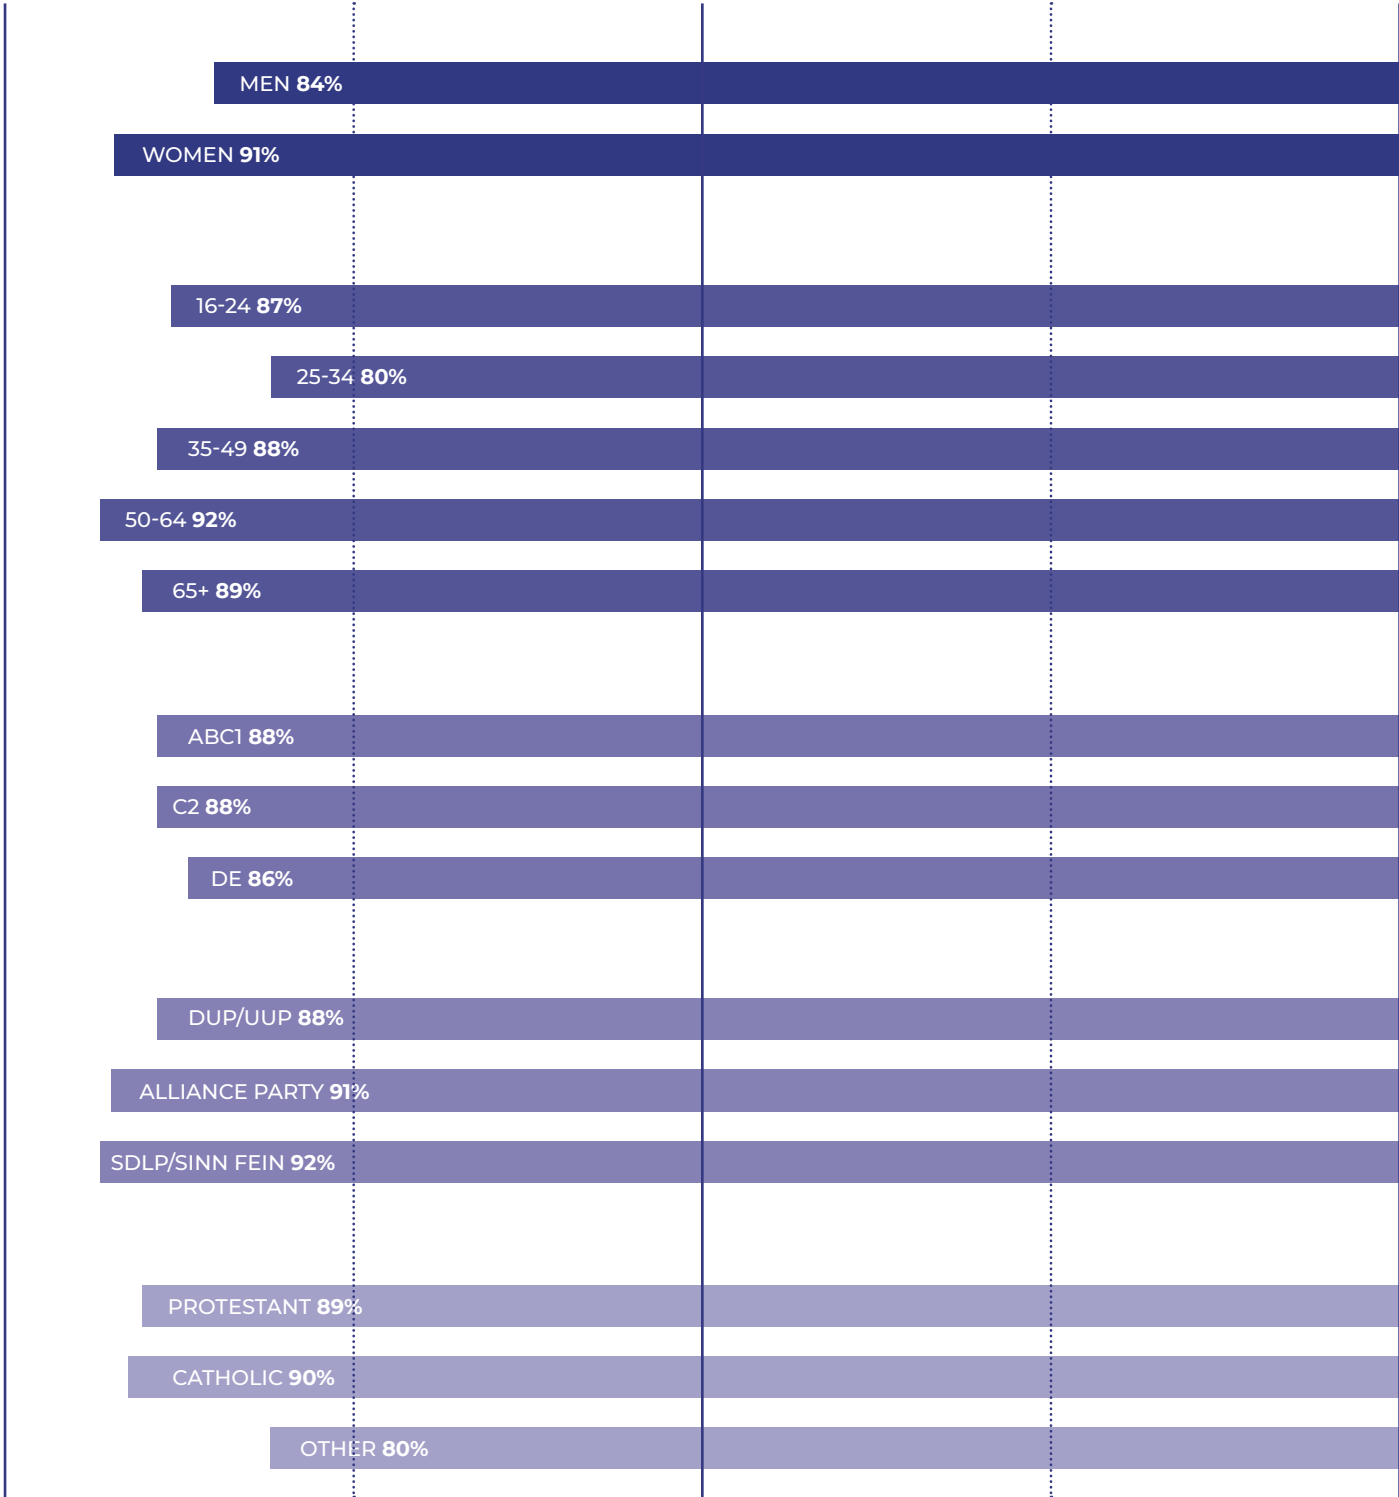 MEN 84%
WOMEN 91%
16-24 87%
25-34 80%
35-49 88%
50-64 92%
65+ 89%
ABC1 88%
C2 88%
DE 86%
DUP/UUP 88%
ALLIANCE PARTY 91%
SDLP/SINN FEIN 92%
PROTESTANT 89%
CATHOLIC 90%
OTHER 80%